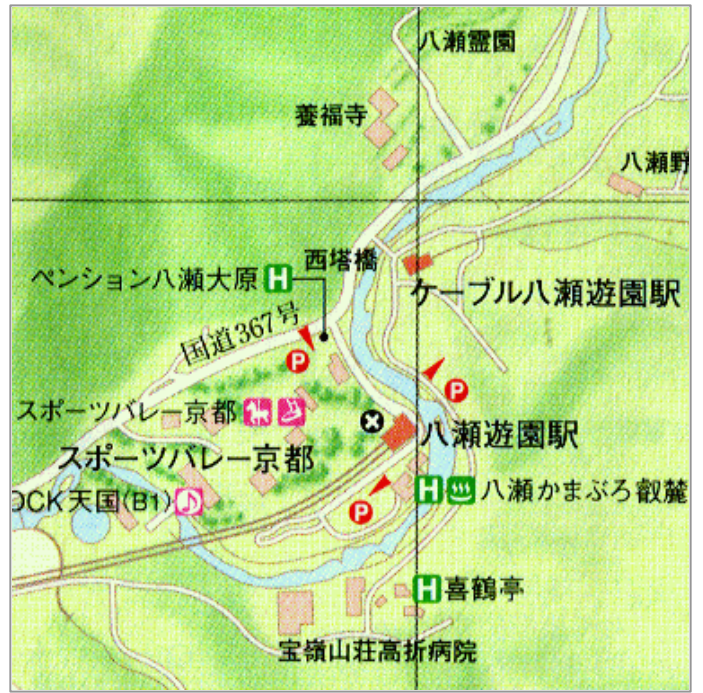 八瀬霊園
養福寺
八瀬野
西塔橋
ペンション八瀬大原 H
ケーブル八瀬遊園駅
国道367号
P
P
スポーツバレー京都
八瀬遊園駅
スポーツバレー京都
H 八瀬かまぶろ叡麓
OCK天国(B1)
P
H 喜鶴亭
宝嶺山荘高折病院